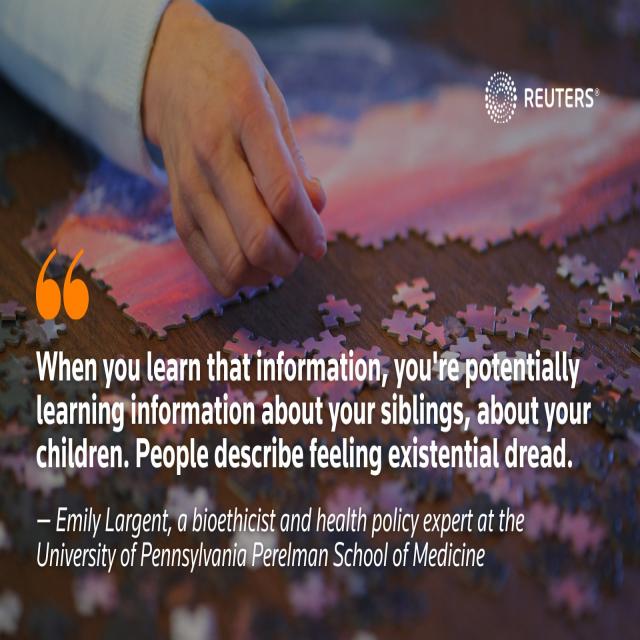 REUTERS®
“
When you learn that information, you're potentially
learning information about your siblings, about your
children. People describe feeling existential dread.
– Emily Largent, a bioethicist and health policy expert at the
University of Pennsylvania Perelman School of Medicine